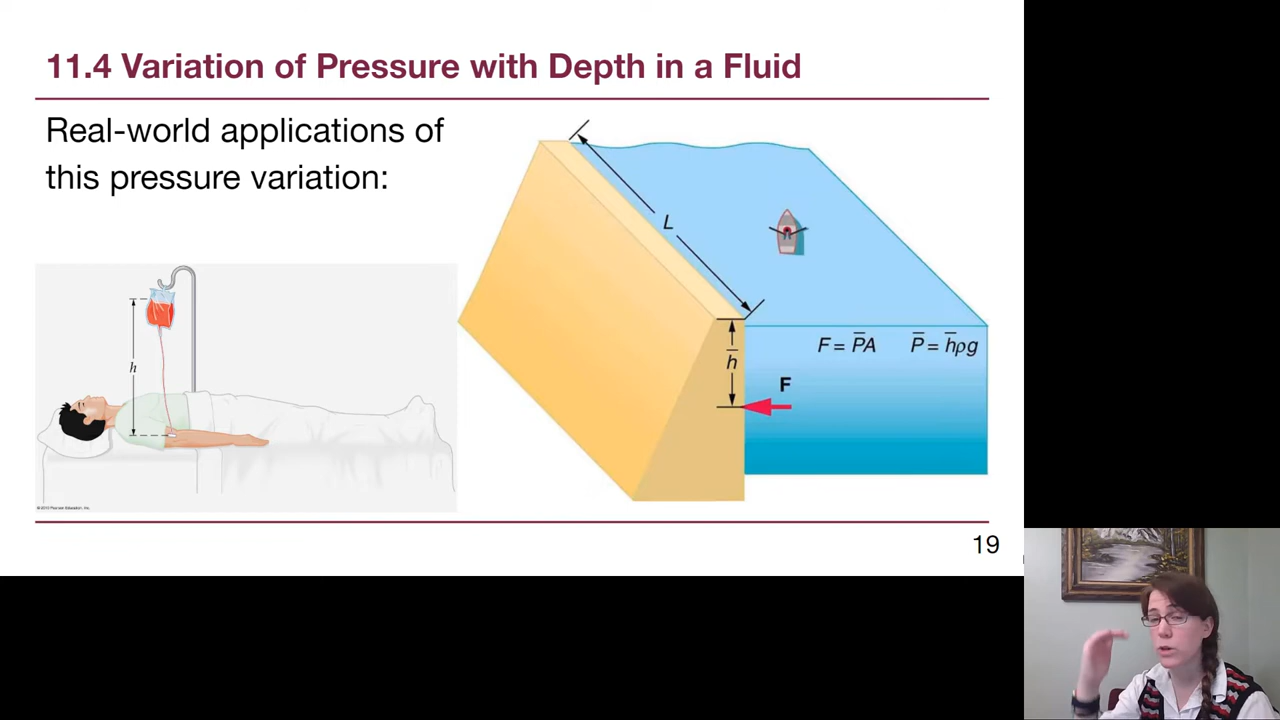 11.4 Variation of Pressure with Depth in a Fluid
Real-world applications of
this pressure variation:
L
h
h̅
F = P̅A
P̅ = h̅ρg
F
19